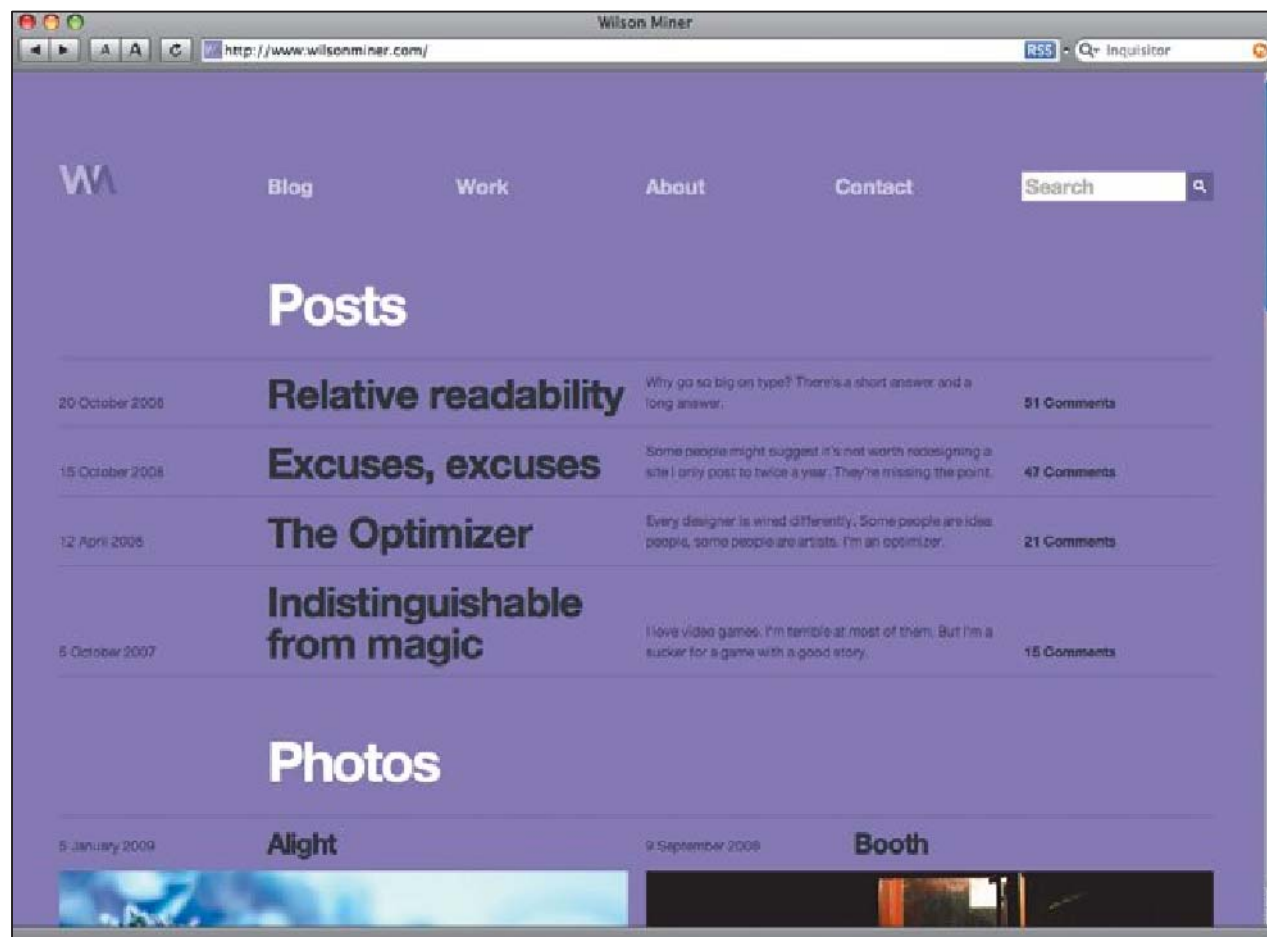 Wilson Miner
A A http://www.wilsonminer.com/ RSS Inquisitor
Blog Work About Contact Search
Posts
20 October 2008 Relative readability Why go so big on type? There's a short answer and a
long answer. 51 Comments
15 October 2008 Excuses, excuses Some people might suggest it's not worth redesigning a
site I only post to twice a year. They're missing the point. 47 Comments
12 April 2008 The Optimizer Every designer is wired differently. Some people are idea
people, some people are artists. I'm an optimizer. 21 Comments
Indistinguishable
from magic
I love video games. I'm terrible at most of them. But I'm a
5 October 2007 sucker for a game with a good story. 15 Comments
Photos
5 January 2009 Alight 9 September 2008 Booth